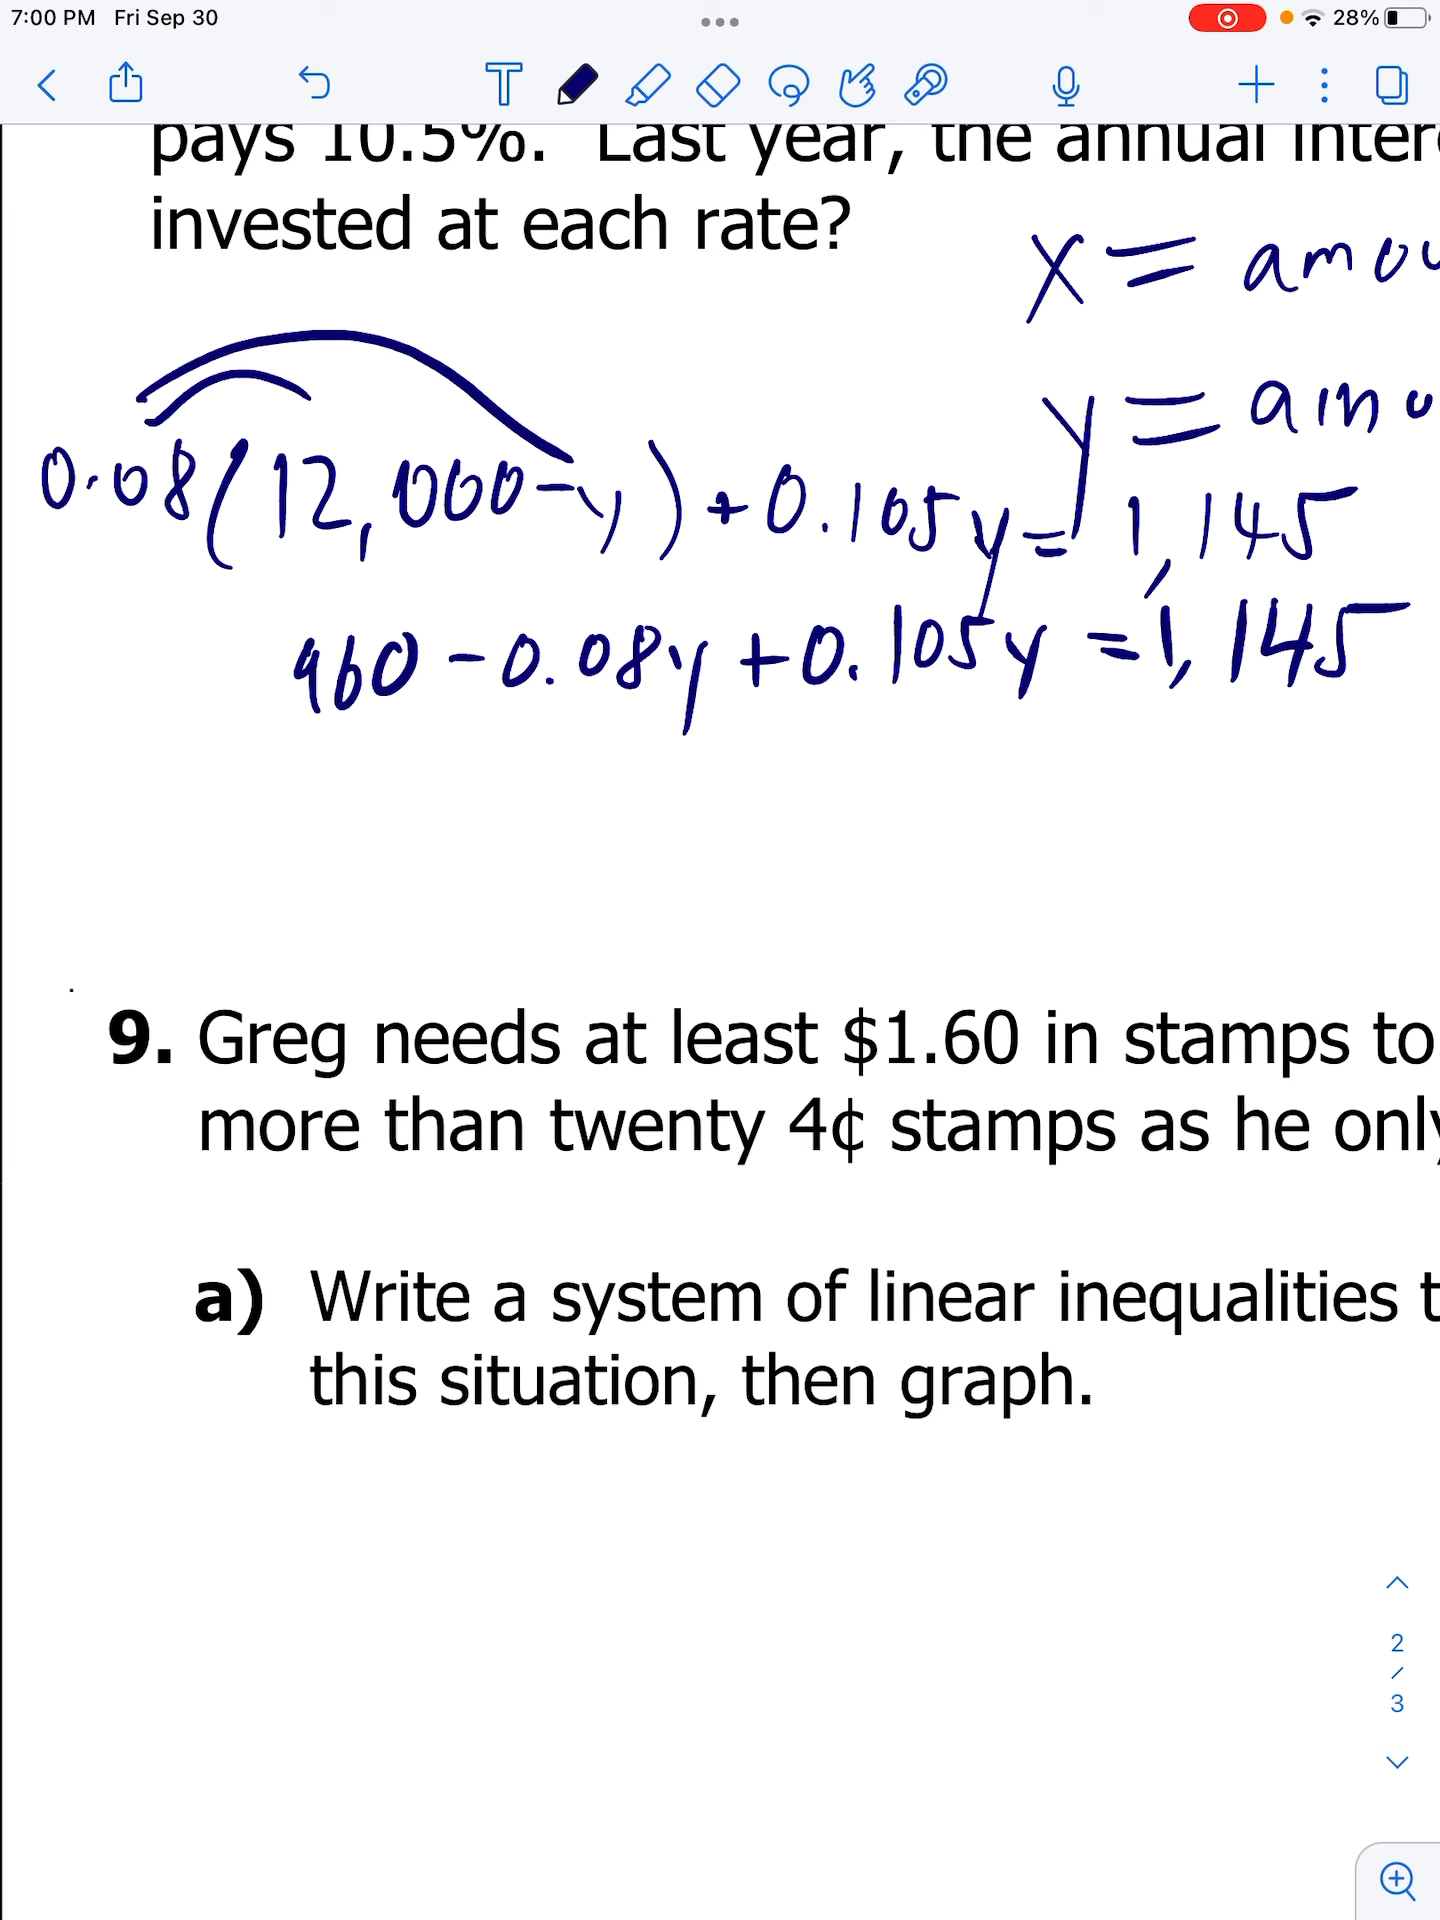 7:00 PM Fri Sep 30
28%
pays 10.5%. Last year, the annual inter
invested at each rate?
x = amou
y = amo
0.08(12,000-y)+0.105y=1,145
960-0.08y+0.105y=1,145
9. Greg needs at least $1.60 in stamps to
more than twenty 4¢ stamps as he only
a) Write a system of linear inequalities t
this situation, then graph.
2
/
3